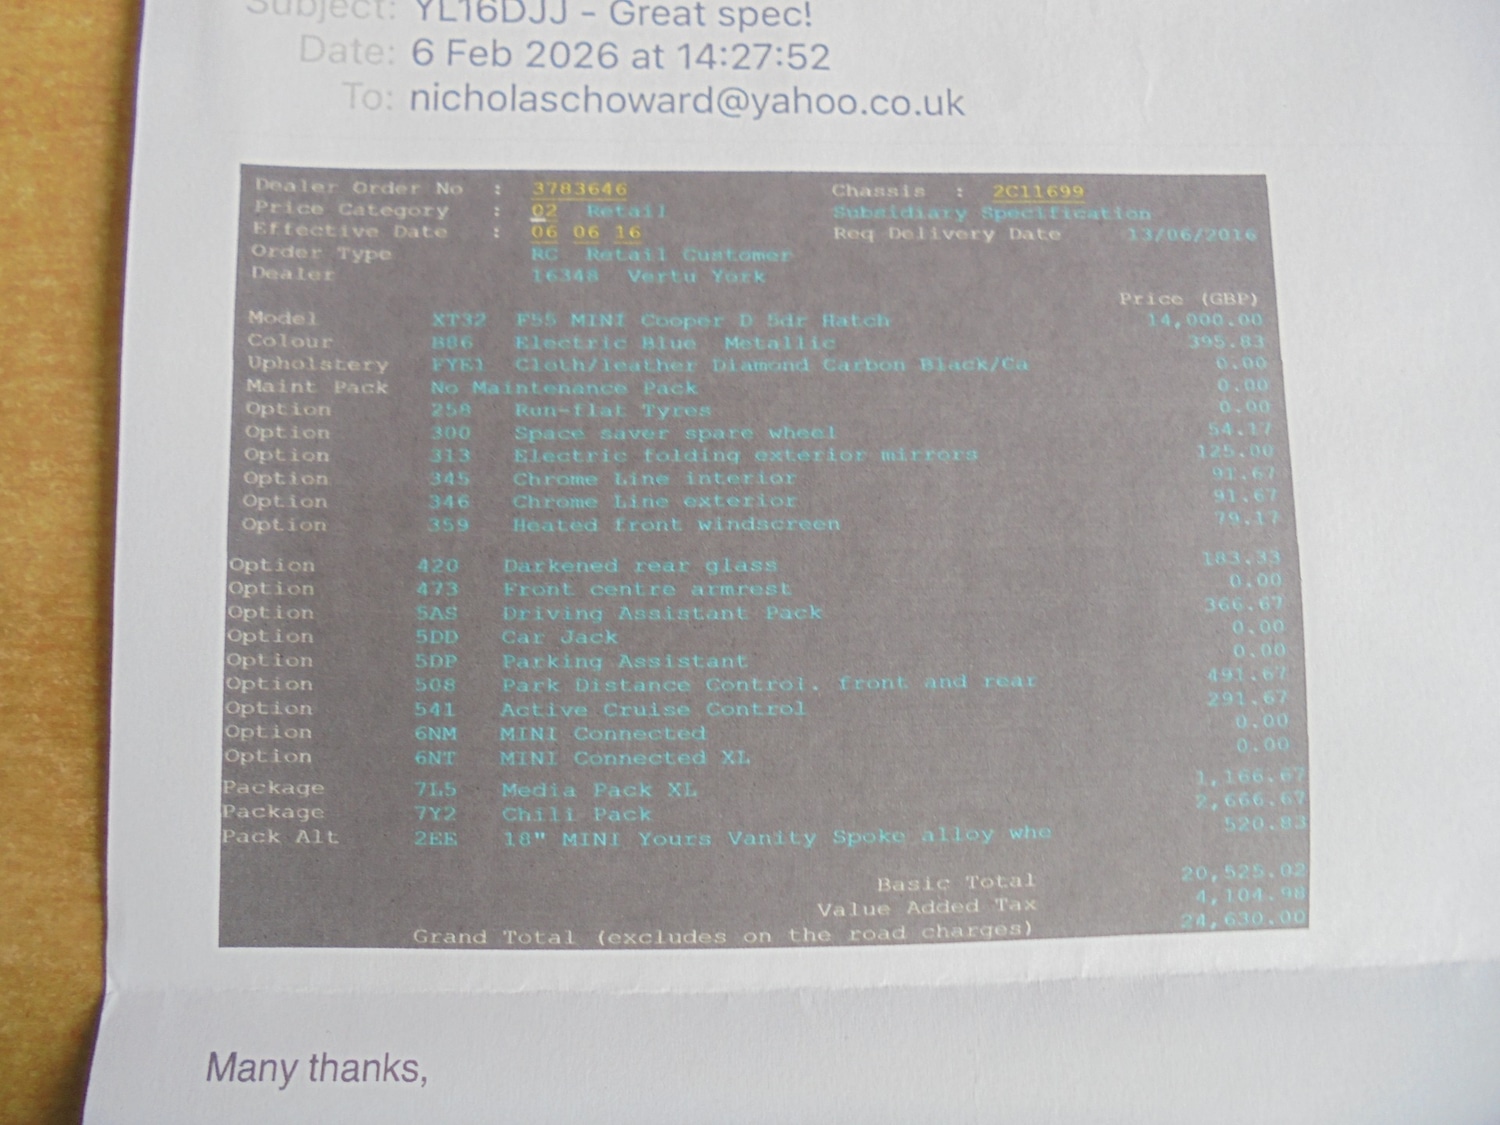 Subject: YL16DJJ - Great spec!
Date: 6 Feb 2026 at 14:27:52
To: nicholaschoward@yahoo.co.uk
Dealer Order No : 3783646 Chassis : 2C11699
Price Category : 02 Retail Subsidiary Specification
Effective Date : 06 06 16 Req Delivery Date 13/06/2016
Order Type RC Retail Customer
Dealer 16348 Vertu York
Price (GBP)
Model XT32 F55 MINI Cooper D 5dr Hatch 14,000.00
Colour B86 Electric Blue Metallic 395.83
Upholstery FYE1 Cloth/leather Diamond Carbon Black/Ca 0.00
Maint Pack No Maintenance Pack 0.00
Option 258 Run-flat Tyres 0.00
Option 300 Space saver spare wheel 54.17
Option 313 Electric folding exterior mirrors 125.00
Option 345 Chrome Line interior 91.67
Option 346 Chrome Line exterior 91.67
Option 359 Heated front windscreen 79.17
Option 420 Darkened rear glass 183.33
Option 473 Front centre armrest 0.00
Option 5AS Driving Assistant Pack 366.67
Option 5DD Car Jack 0.00
Option 5DP Parking Assistant 0.00
Option 508 Park Distance Control, front and rear 491.67
Option 541 Active Cruise Control 291.67
Option 6NM MINI Connected 0.00
Option 6NT MINI Connected XL 0.00
Package 7L5 Media Pack XL 1,166.67
Package 7Y2 Chili Pack 2,666.67
Pack Alt 2EE 18" MINI Yours Vanity Spoke alloy whe 520.83
Basic Total 20,525.02
Value Added Tax 4,104.98
Grand Total (excludes on the road charges) 24,630.00
Many thanks,